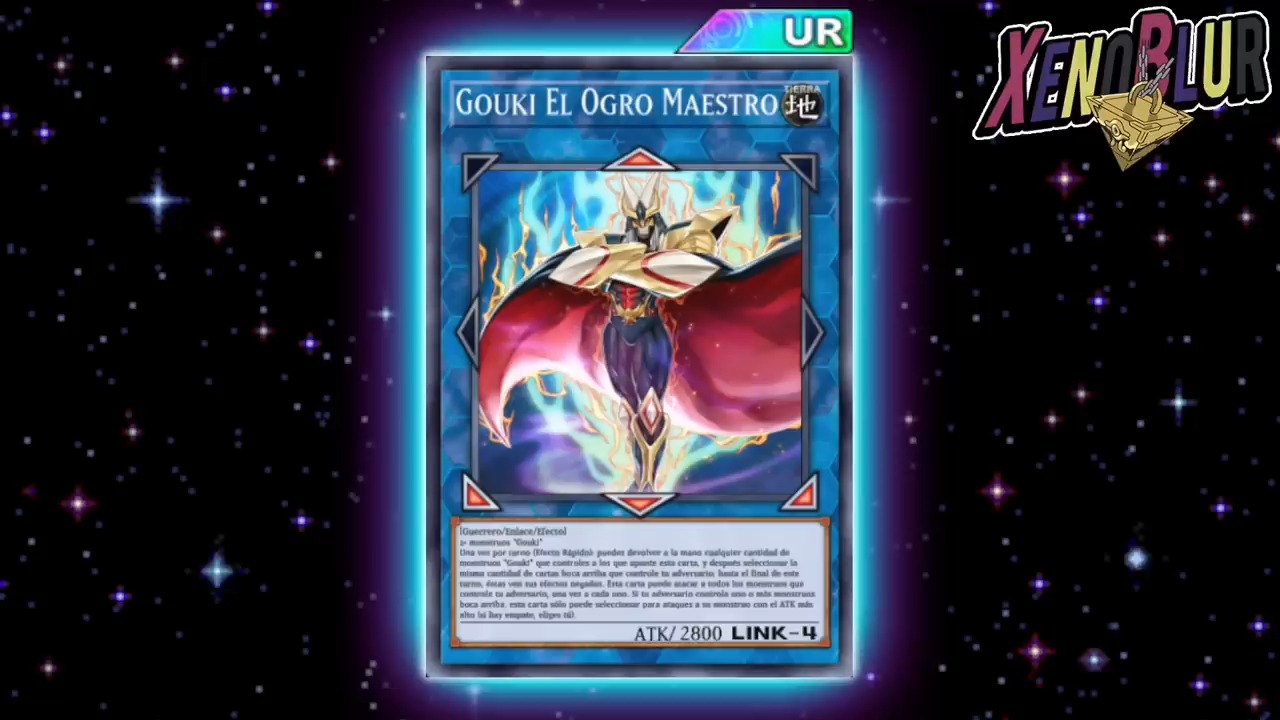 UR
XENOBLUR
GOUKI EL OGRO MAESTRO
TIERRA
地
[Guerrero/Enlace/Efecto]
2+ monstruos "Gouki"
Una vez por turno (Efecto Rápido): puedes devolver a la mano cualquier cantidad de
monstruos "Gouki" que controles a los que apunte esta carta, y después seleccionar la
misma cantidad de cartas boca arriba que controle tu adversario; hasta el final de este
turno, éstas ven sus efectos negados. Esta carta puede atacar a todos los monstruos que
controle tu adversario, una vez a cada uno. Si tu adversario controla uno o más monstruos
boca arriba, esta carta sólo puede seleccionar para ataques a su monstruo con el ATK más
alto (si hay empate, eliges tú).
ATK/ 2800 LINK-4